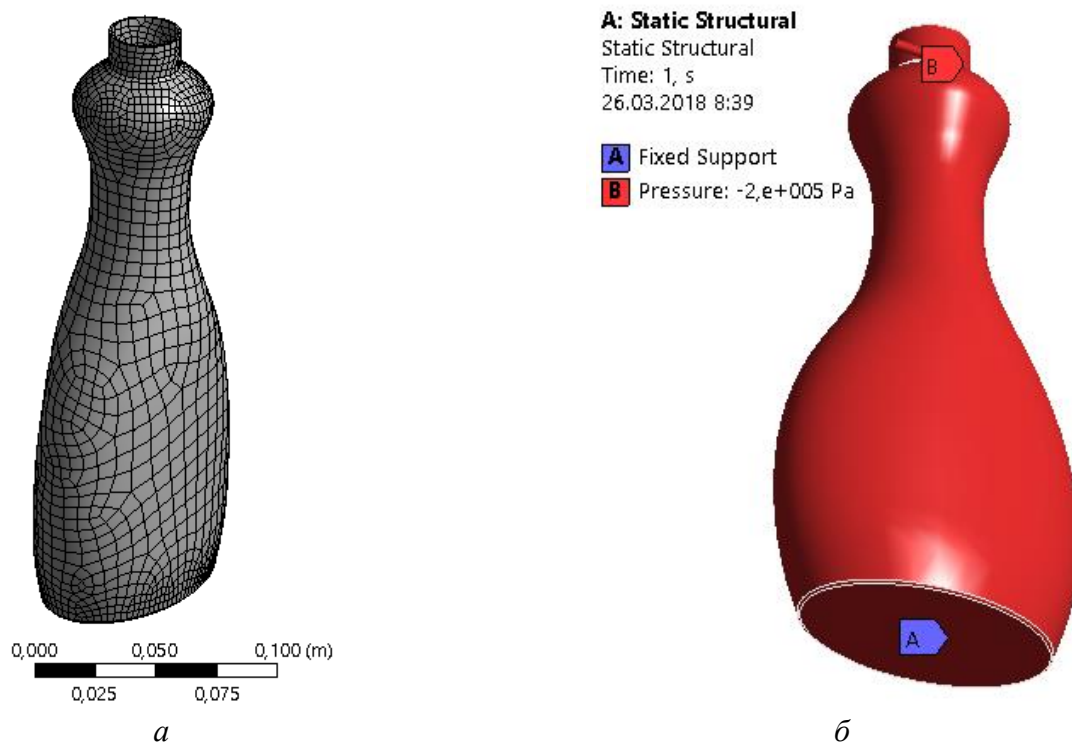 A: Static Structural
Static Structural
Time: 1, s
26.03.2018 8:39
A Fixed Support
B Pressure: -2,e+005 Pa
B
A
0,000 0,050 0,100 (m)
0,025 0,075
а б